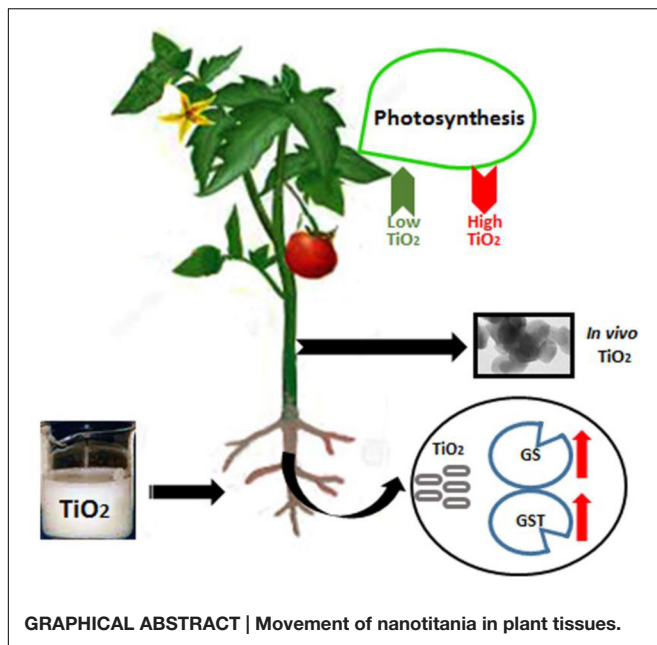 Photosynthesis
Low
TiO₂
High
TiO₂
In vivo
TiO₂
TiO₂
TiO₂
GS
GST
GRAPHICAL ABSTRACT | Movement of nanotitania in plant tissues.